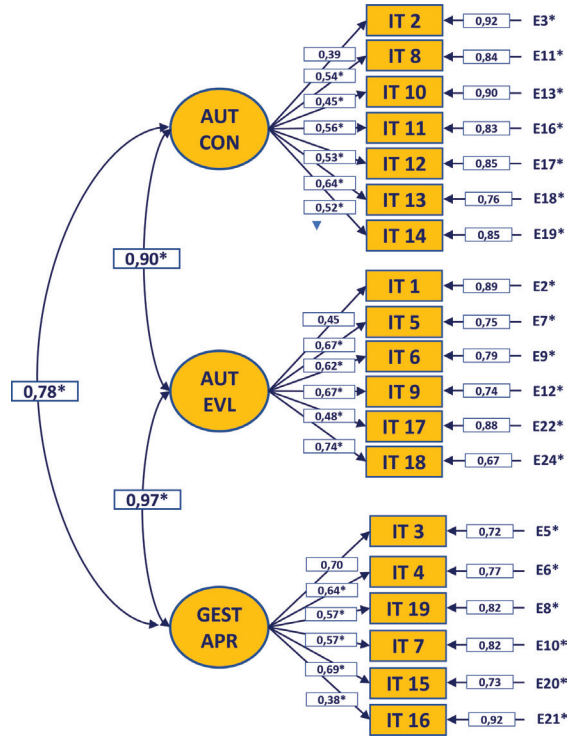 IT 2
0,92
E3*
0,39
IT 8
0,84
E11*
0,54*
IT 10
0,90
E13*
0,45*
AUT
CON
IT 11
0,83
E16*
0,56*
IT 12
0,85
E17*
0,53*
IT 13
0,76
E18*
0,64*
IT 14
0,85
E19*
0,52*
0,90*
IT 1
0,89
E2*
0,45
IT 5
0,75
E7*
0,67*
IT 6
0,79
E9*
0,62*
AUT
EVL
IT 9
0,74
E12*
0,67*
0,78*
IT 17
0,88
E22*
0,48*
IT 18
0,67
E24*
0,74*
0,97*
IT 3
0,72
E5*
0,70
IT 4
0,77
E6*
0,64*
IT 19
0,82
E8*
0,57*
GEST
APR
IT 7
0,82
E10*
0,57*
IT 15
0,73
E20*
0,69*
IT 16
0,92
E21*
0,38*